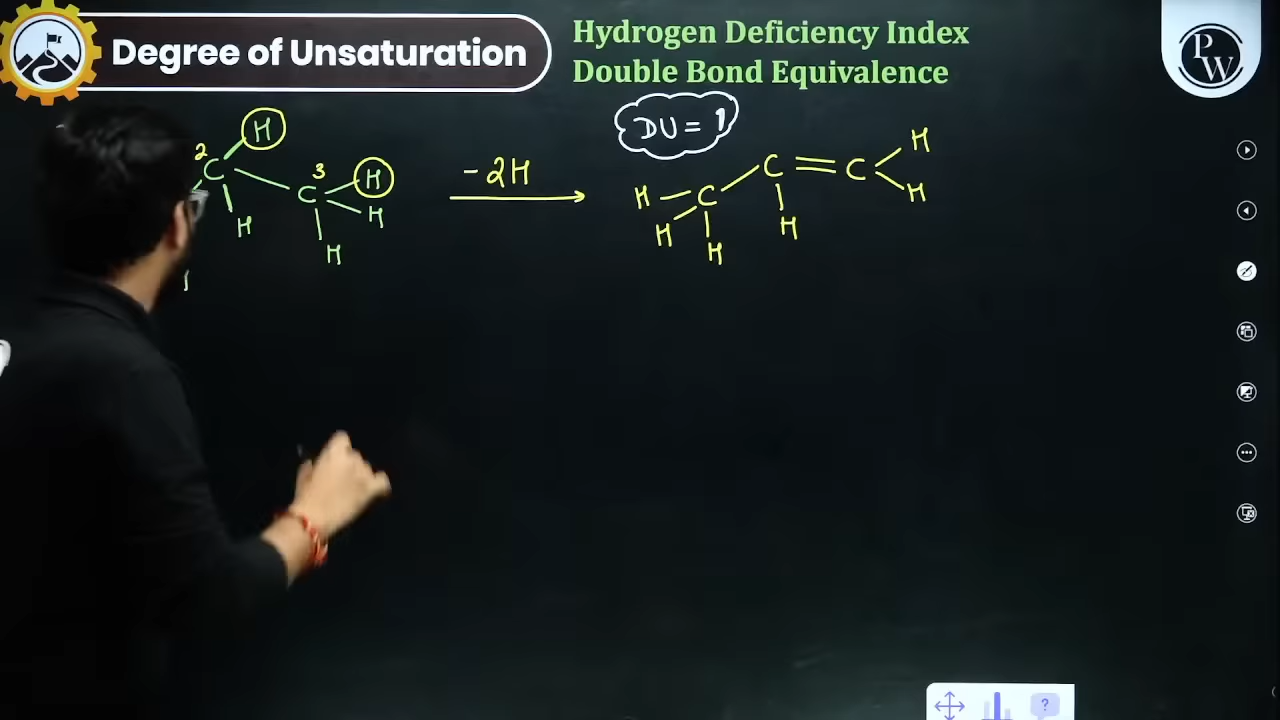 Degree of Unsaturation
Hydrogen Deficiency Index
Double Bond Equivalence
PW
DU = 1
2
C
H
3
C
H
H
H
H
-2H
H
H
H
C
C
H
C
H
H
?